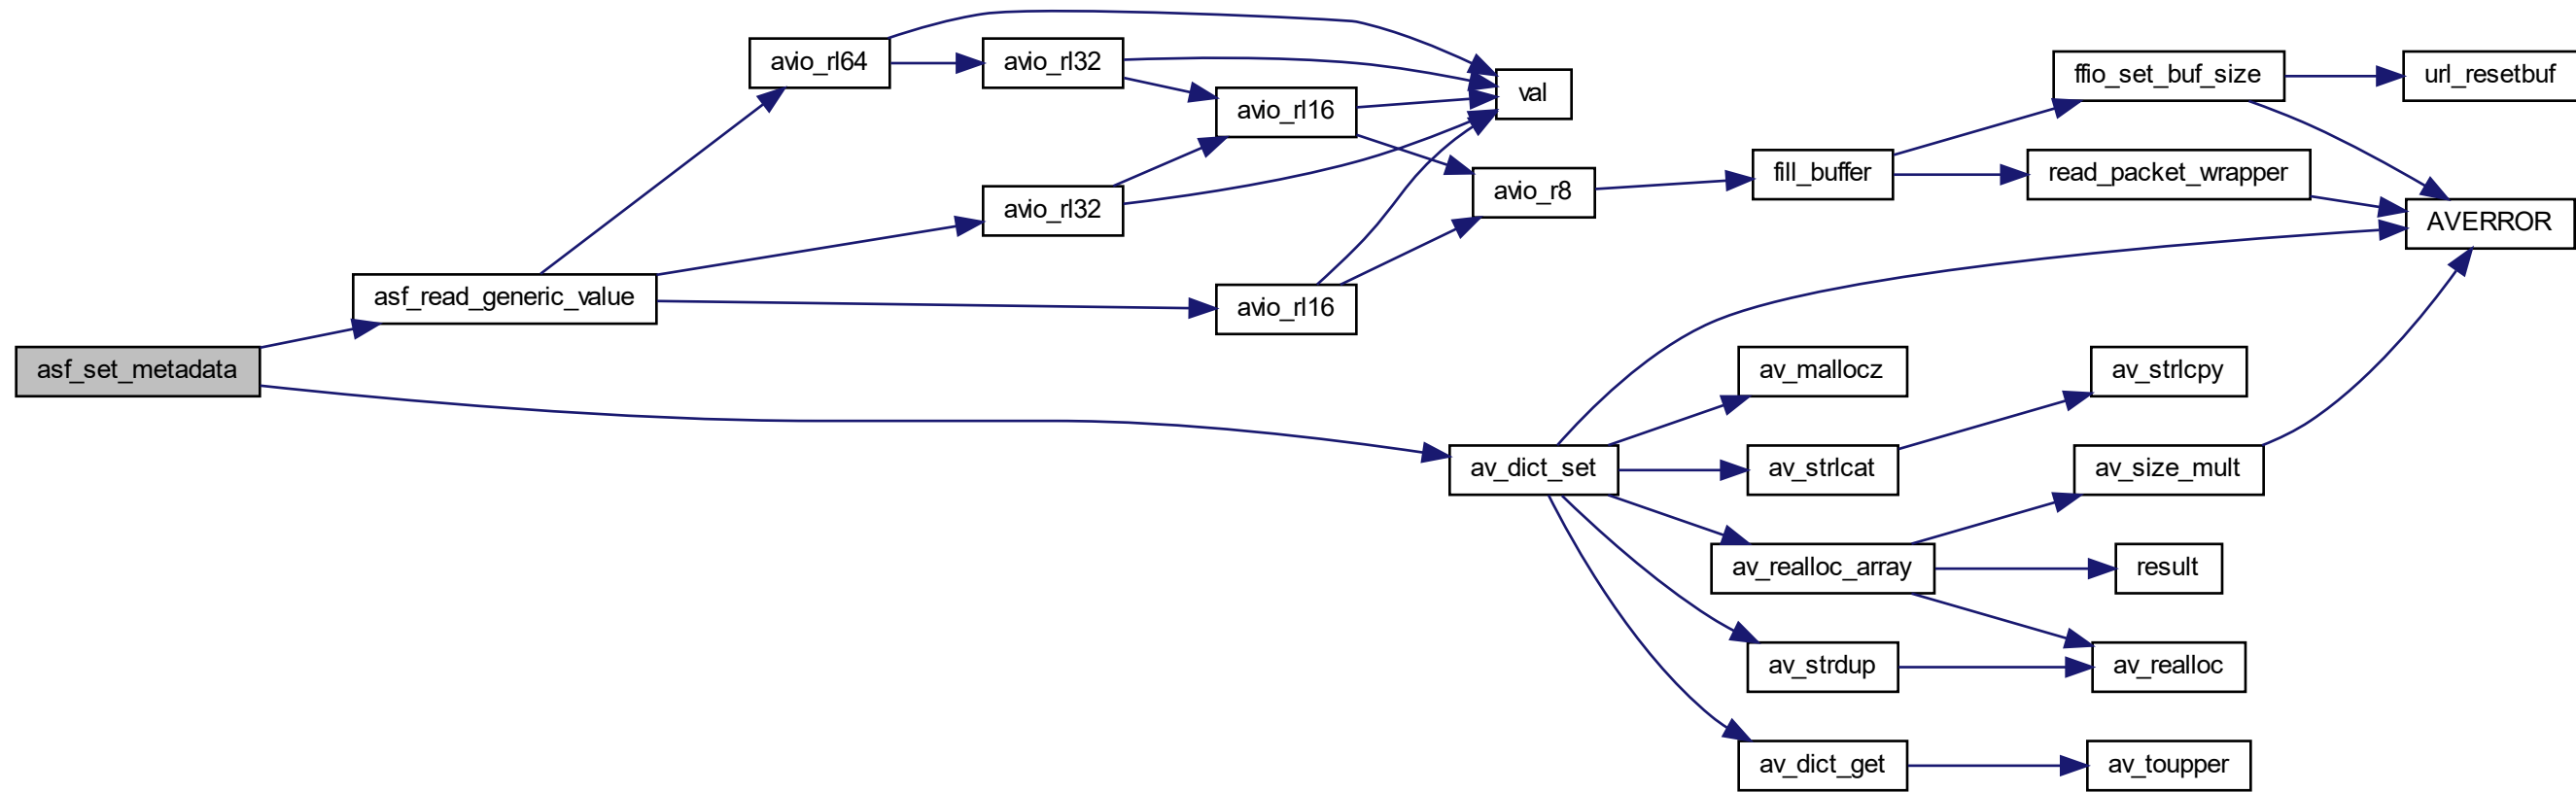 asf_set_metadata
asf_read_generic_value
avio_rl64
avio_rl32
avio_rl16
val
avio_r8
fill_buffer
ffio_set_buf_size
url_resetbuf
AVERROR
read_packet_wrapper
avio_rl32
avio_rl16
av_dict_set
av_mallocz
av_strlcat
av_strlcpy
av_realloc_array
av_size_mult
result
av_realloc
av_strdup
av_dict_get
av_toupper